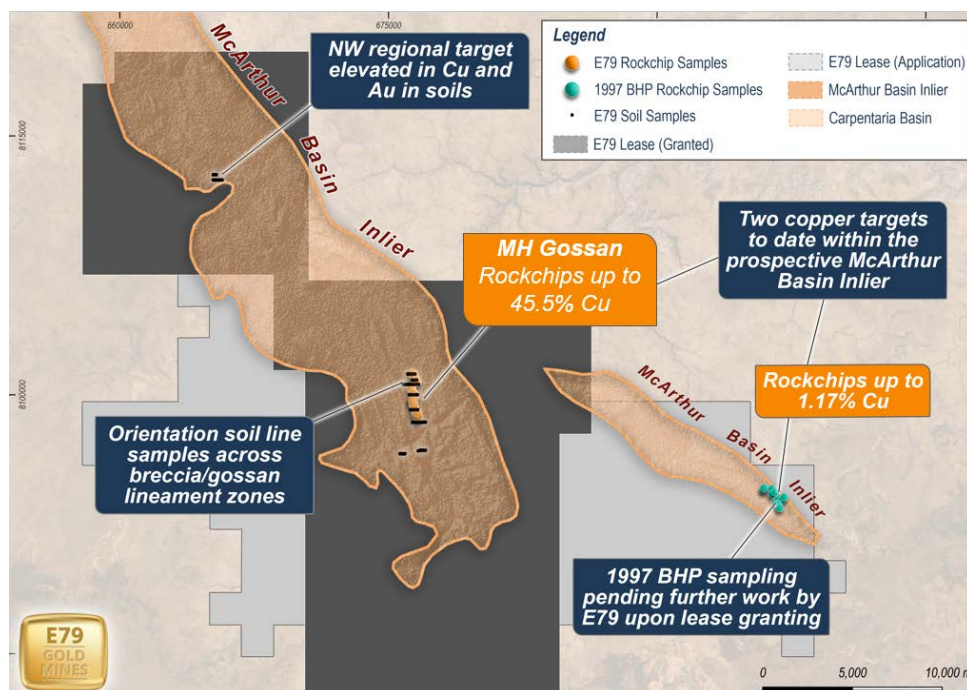 660000
675000
McArthur
Basin
Inlier
NW regional target
elevated in Cu and
Au in soils
Legend
E79 Rockchip Samples
1997 BHP Rockchip Samples
E79 Soil Samples
E79 Lease (Granted)
E79 Lease (Application)
McArthur Basin Inlier
Carpentaria Basin
8115000
MH Gossan
Rockchips up to
45.5% Cu
Two copper targets
to date within the
prospective McArthur
Basin Inlier
8100000
McArthur
Basin
Inlier
Rockchips up to
1.17% Cu
Orientation soil line
samples across
breccia/gossan
lineament zones
1997 BHP sampling
pending further work by
E79 upon lease granting
E79
GOLD
MINES
0
5,000
10,000 m